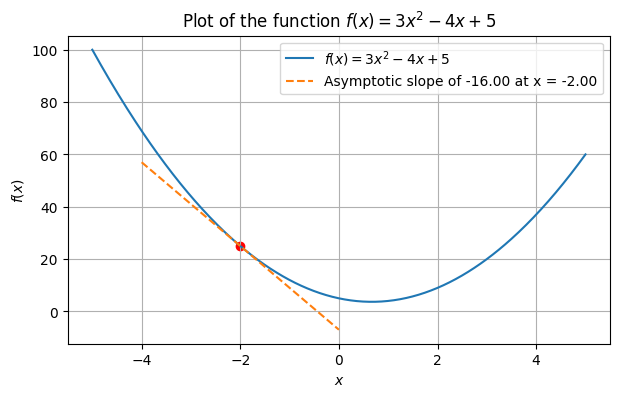 Plot of the function f(x) = 3x² − 4x + 5
f(x) = 3x² − 4x + 5
Asymptotic slope of -16.00 at x = -2.00
100
80
60
40
20
0
f(x)
−4
−2
0
2
4
x